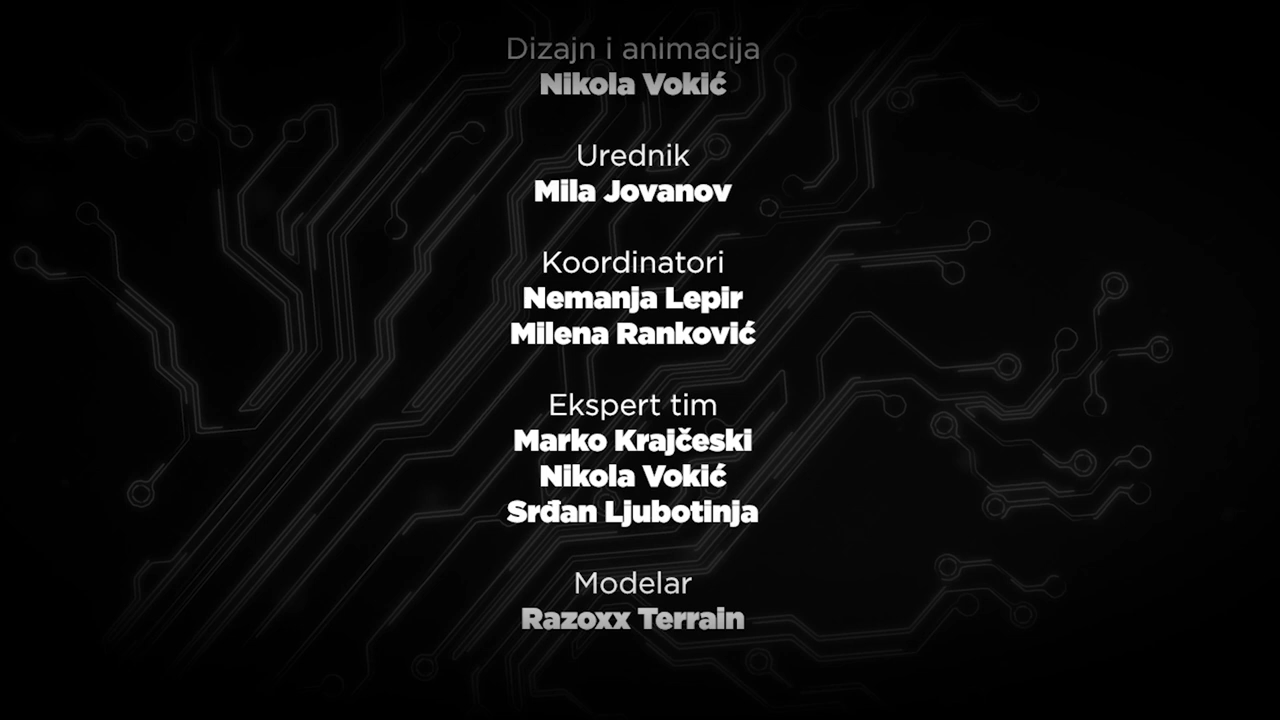 Dizajn i animacija
Nikola Vokić
Urednik
Mila Jovanov
Koordinatori
Nemanja Lepir
Milena Ranković
Ekspert tim
Marko Krajčeski
Nikola Vokić
Srđan Ljubotinja
Modelar
Razoxx Terrain